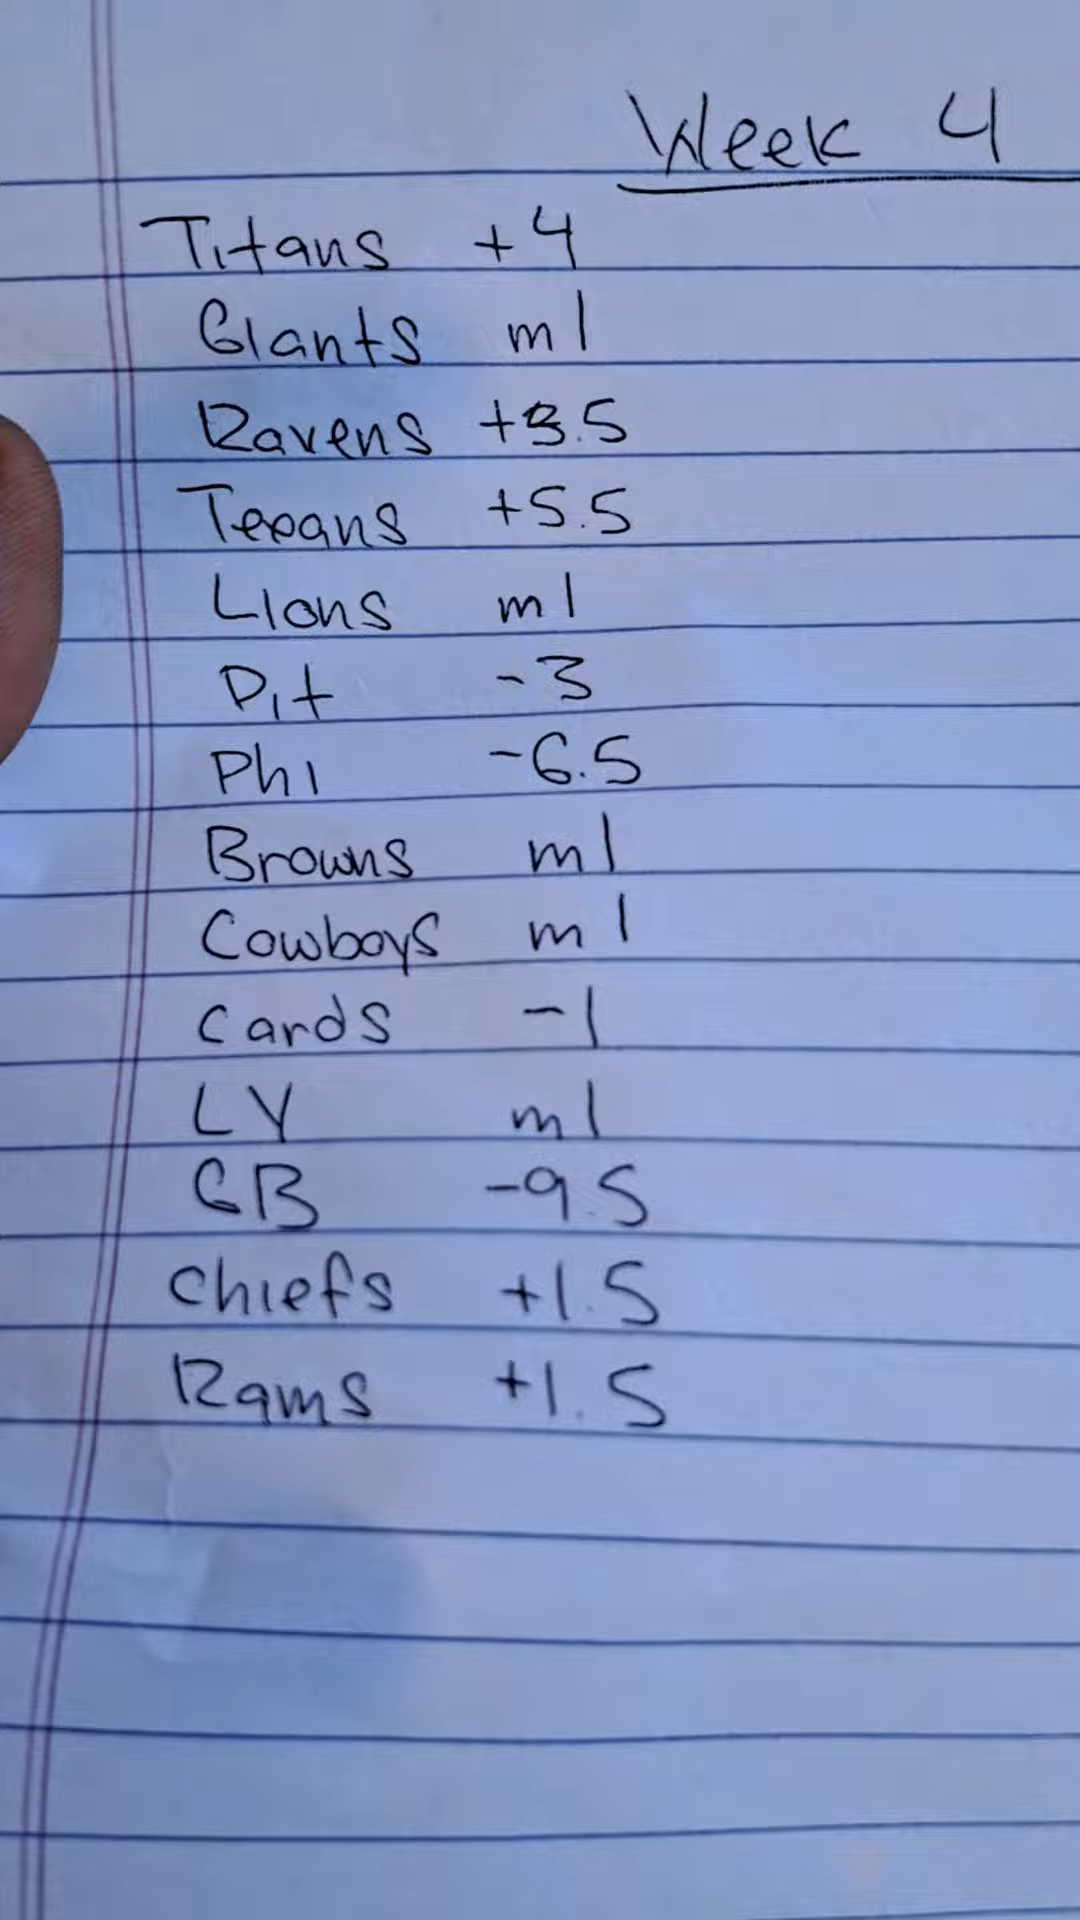 Week 4
Titans +4
Giants ml
Ravens +3.5
Texans +5.5
Lions ml
Pit -3
Phi -6.5
Browns ml
Cowboys ml
Cards -1
LV ml
GB -9.5
Chiefs +1.5
Rams +1.5